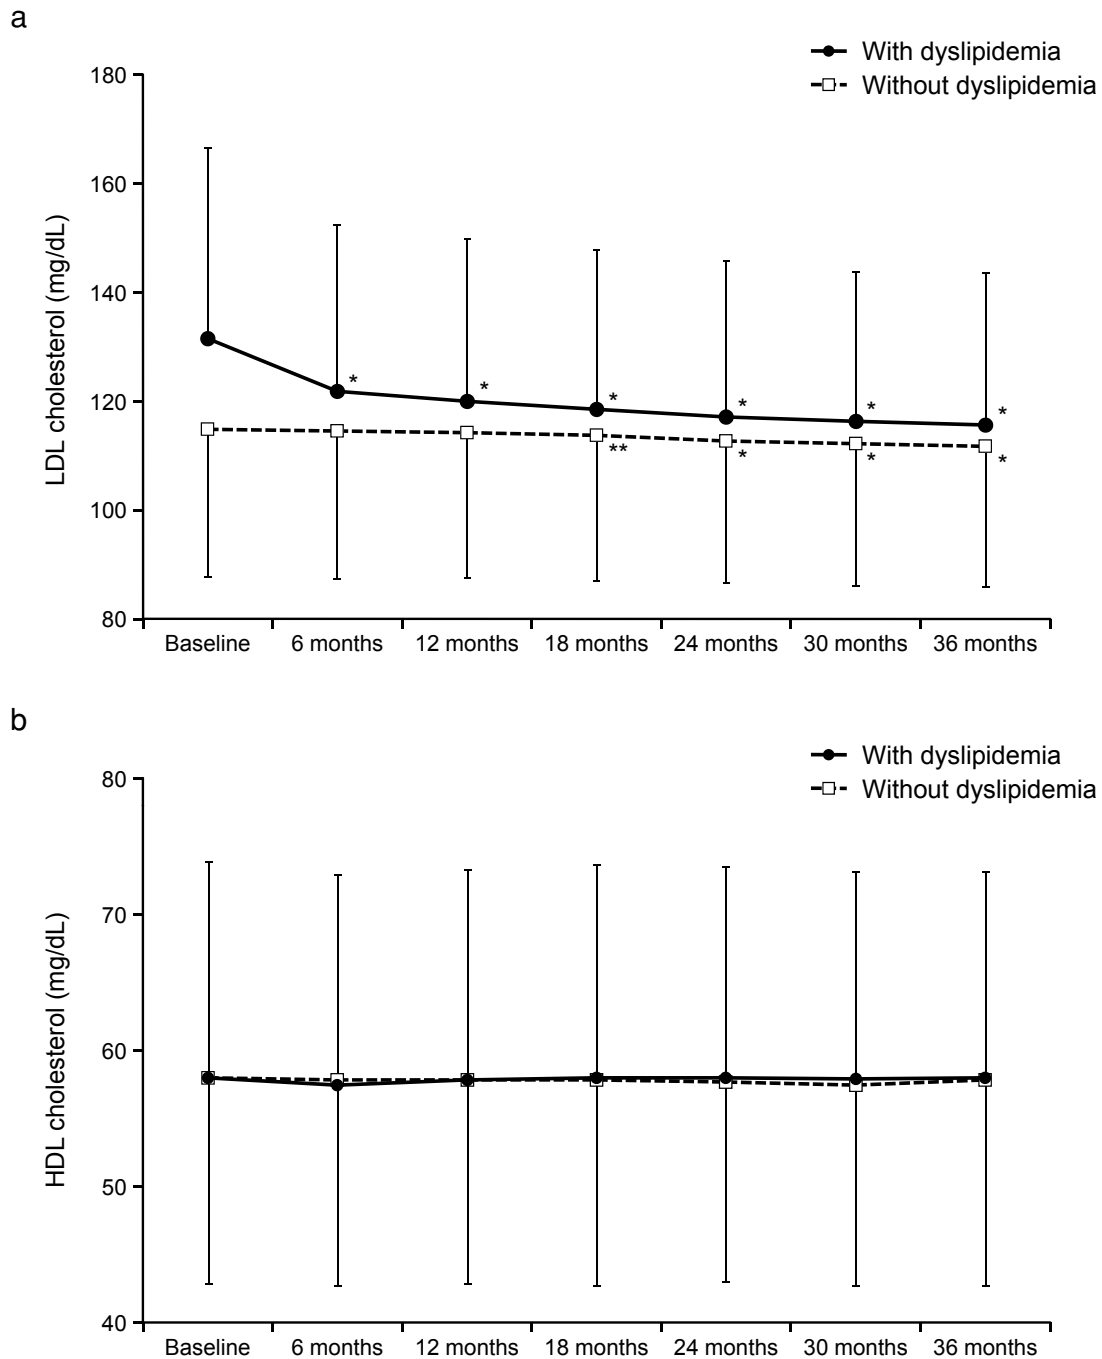 a
With dyslipidemia
Without dyslipidemia
LDL cholesterol (mg/dL)
180
160
140
120
100
80
* * * * * *
** * * *
Baseline 6 months 12 months 18 months 24 months 30 months 36 months
b
With dyslipidemia
Without dyslipidemia
HDL cholesterol (mg/dL)
80
70
60
50
40
Baseline 6 months 12 months 18 months 24 months 30 months 36 months